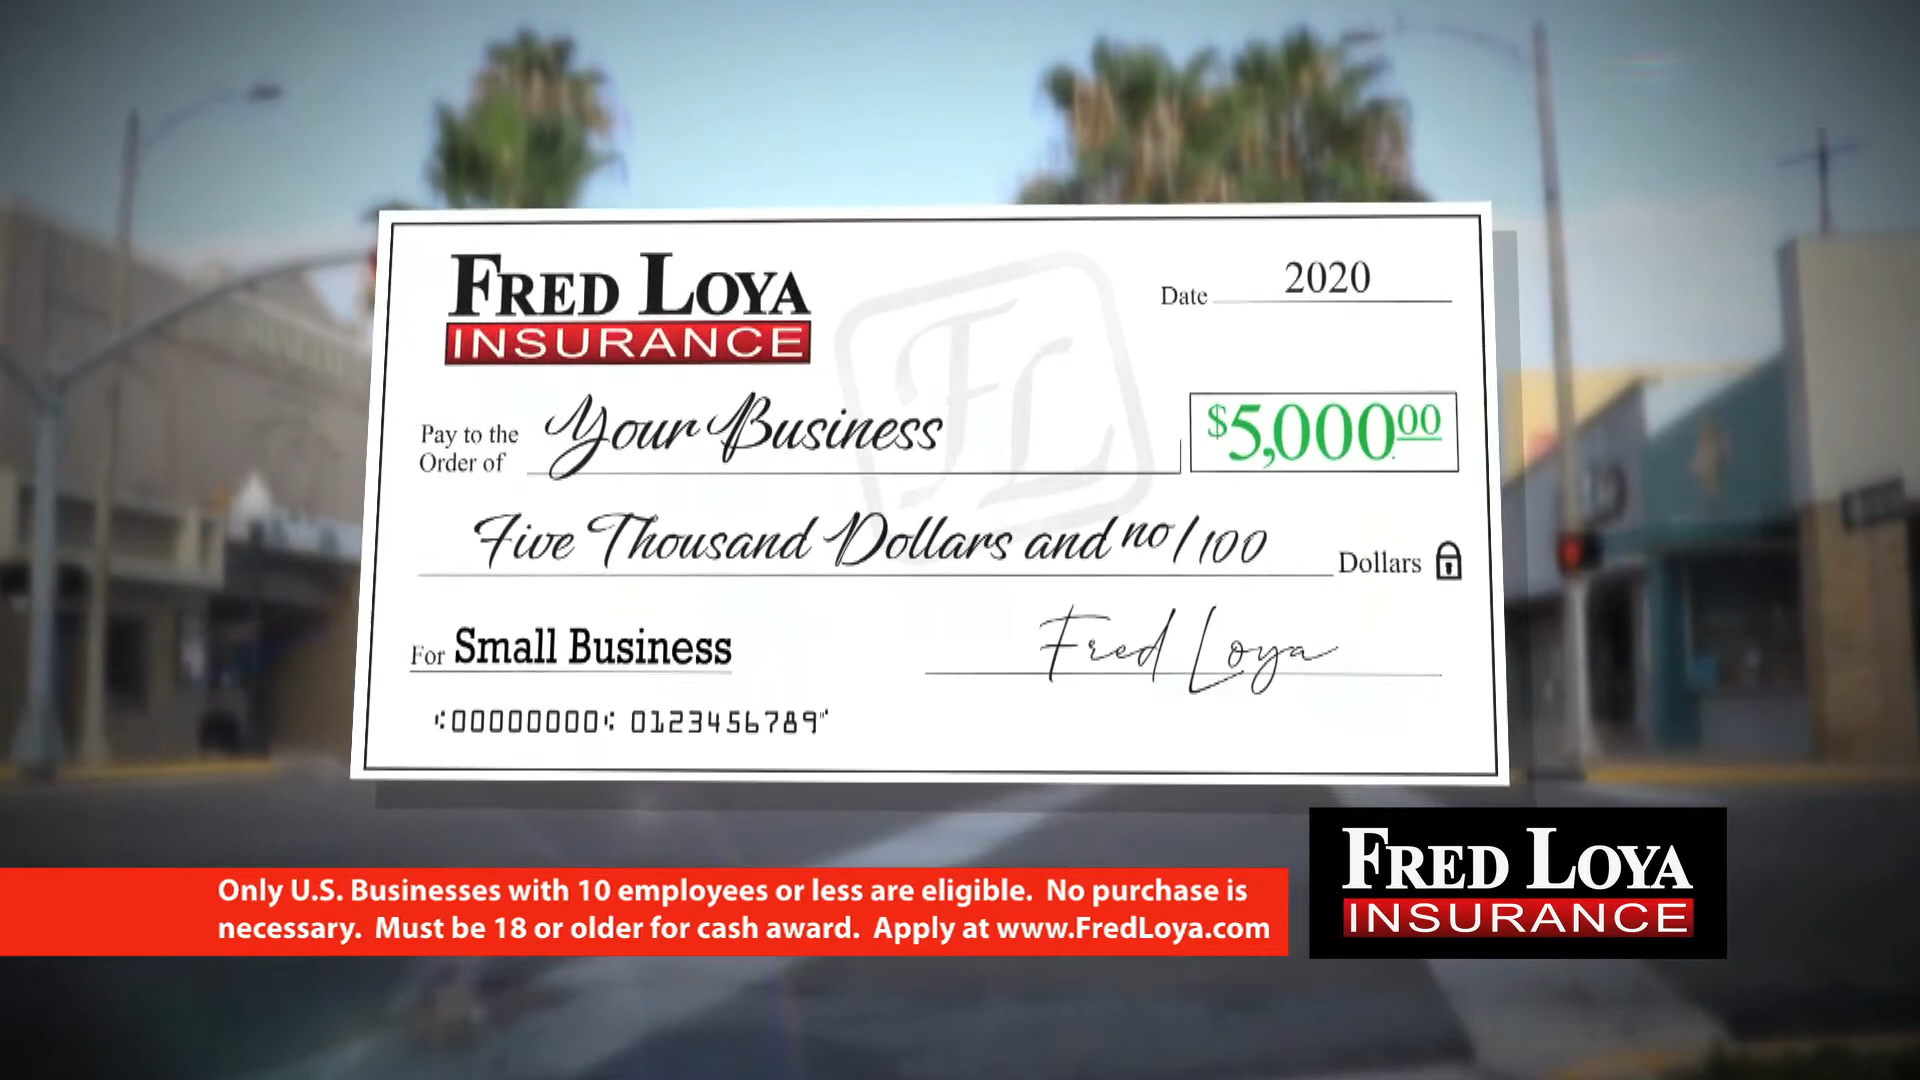 FRED LOYA
INSURANCE
Date 2020
Pay to the
Order of
Your Business
$5,000.00
Five Thousand Dollars and no/100
Dollars
For Small Business
Fred Loya
⑆00000000⑆ 0123456789⑈
FL
Only U.S. Businesses with 10 employees or less are eligible. No purchase is
necessary. Must be 18 or older for cash award. Apply at www.FredLoya.com
FRED LOYA
INSURANCE